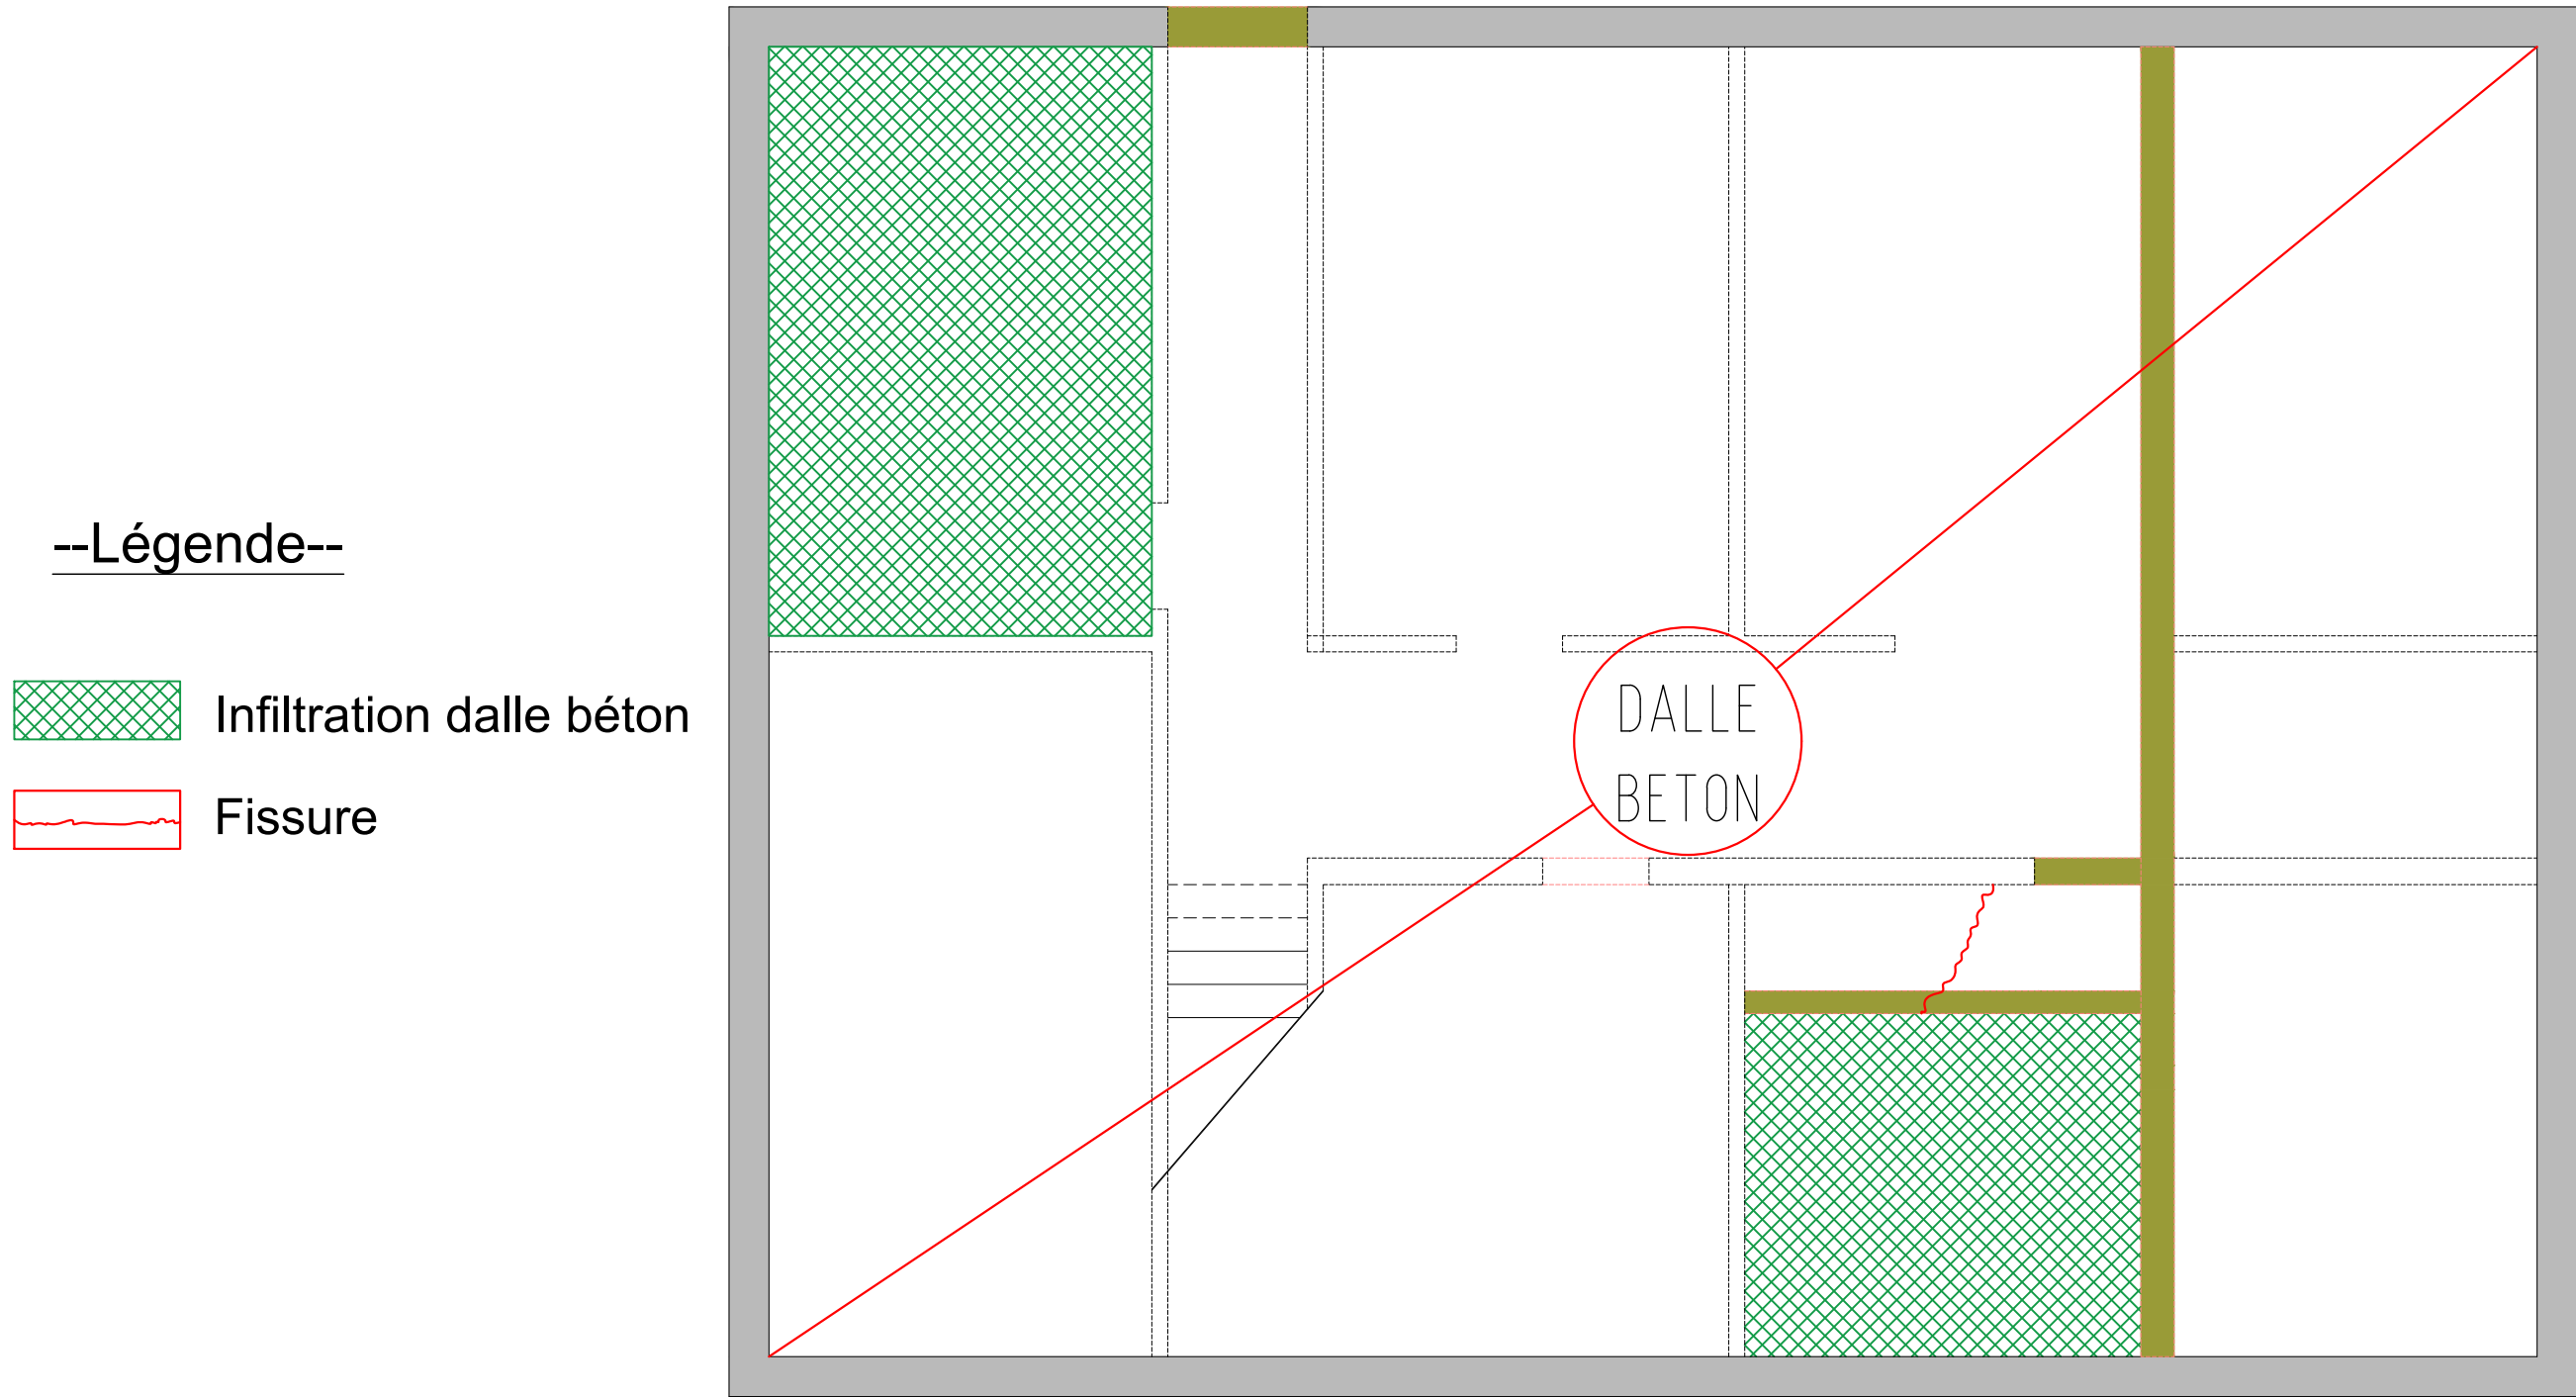 --Légende--
Infiltration dalle béton
Fissure
DALLE
BETON